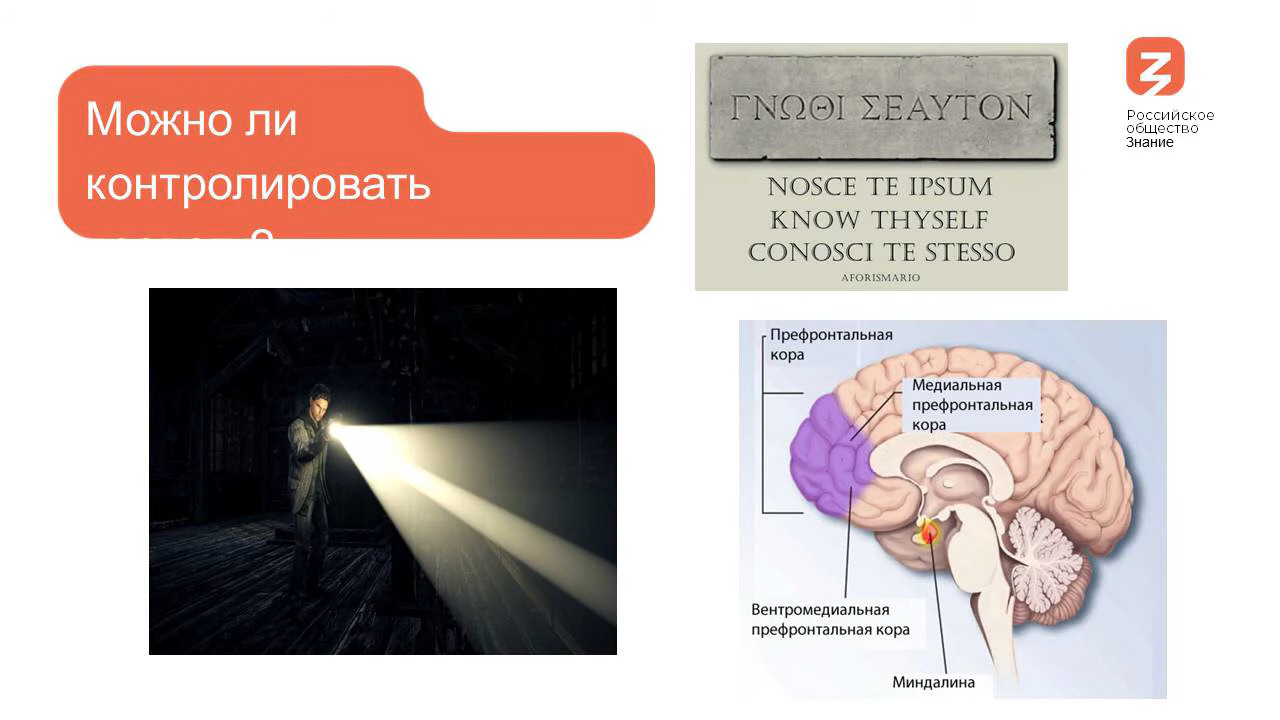 Можно ли
контролировать
ΓΝΩΘΙ ΣΕΑΥΤΟΝ
NOSCE TE IPSUM
KNOW THYSELF
CONOSCI TE STESSO
AFORISMARIO
Российское
общество
Знание
Префронтальная
кора
Медиальная
префронтальная
кора
Вентромедиальная
префронтальная кора
Миндалина